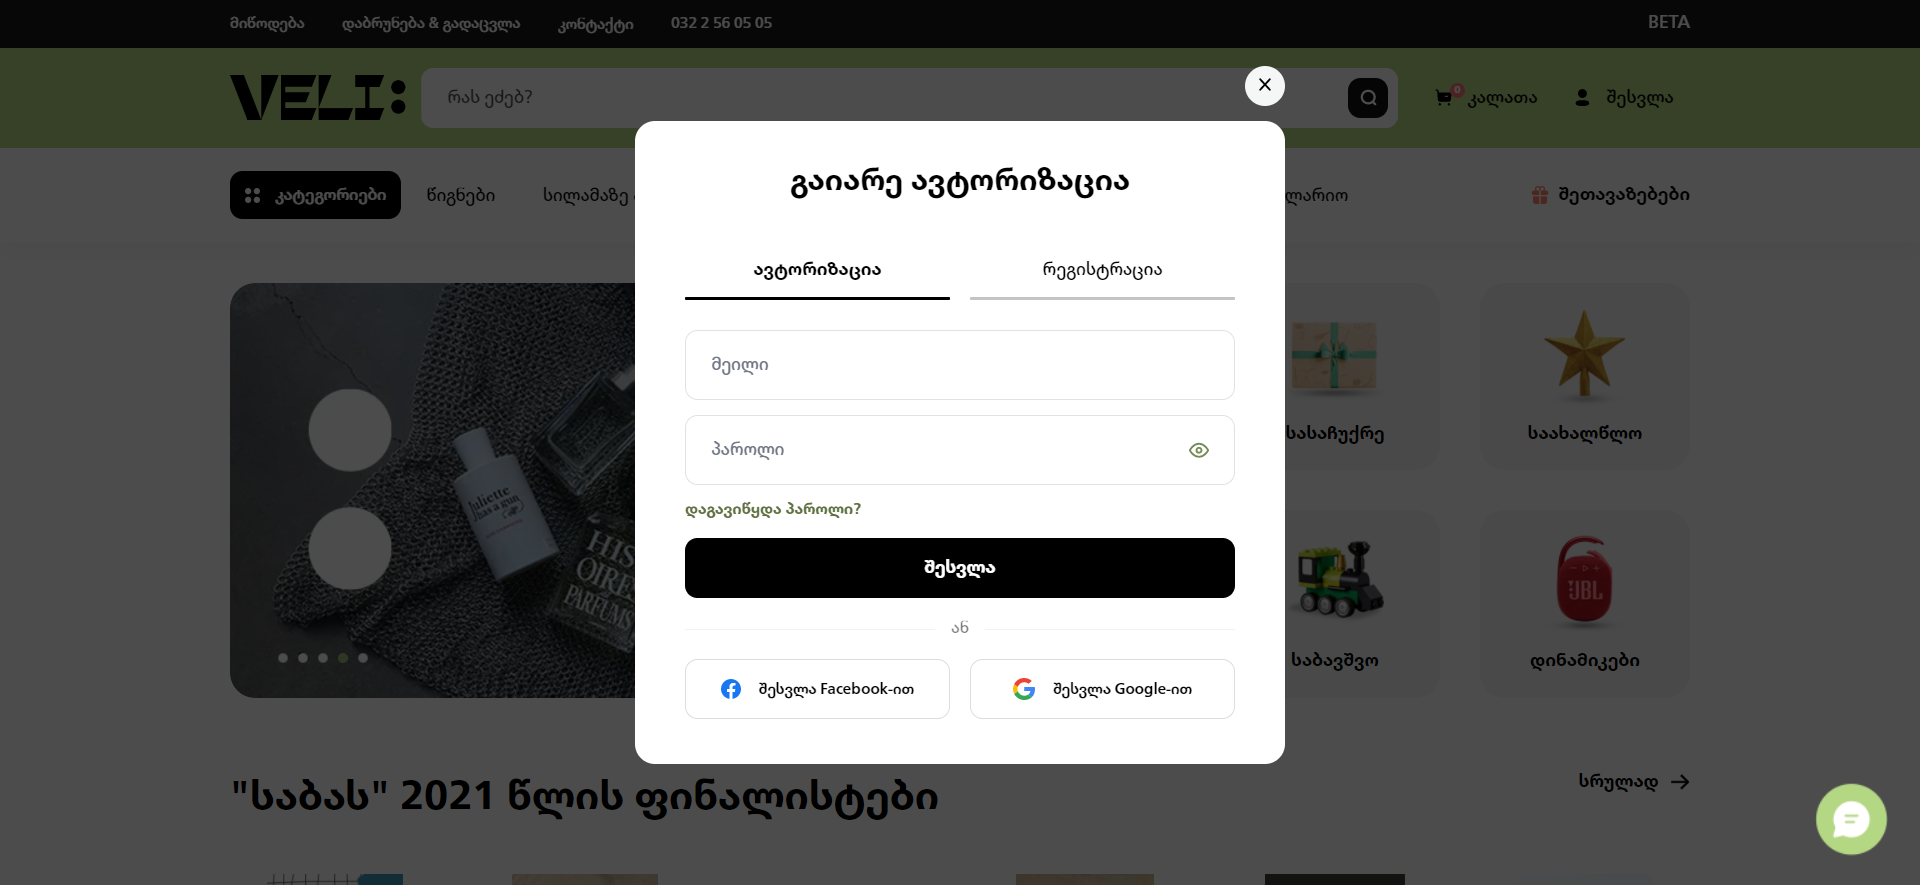 მიწოდება დაბრუნება & გადაცვლა კონტაქტი 032 2 56 05 05 BETA
VELI: რას ეძებ? 0 კალათა შესვლა
კატეგორიები წიგნები სილამაზე ლარიო შეთავაზებები
გაიარე ავტორიზაცია
ავტორიზაცია რეგისტრაცია
მეილი
პაროლი
დაგავიწყდა პაროლი?
შესვლა
ან
შესვლა Facebook-ით შესვლა Google-ით
Juliette
has a gun
HIS
OIRE
PARFUMS
სასაჩუქრე საახალწლო
JBL
საბავშვო დინამიკები
"საბას" 2021 წლის ფინალისტები სრულად